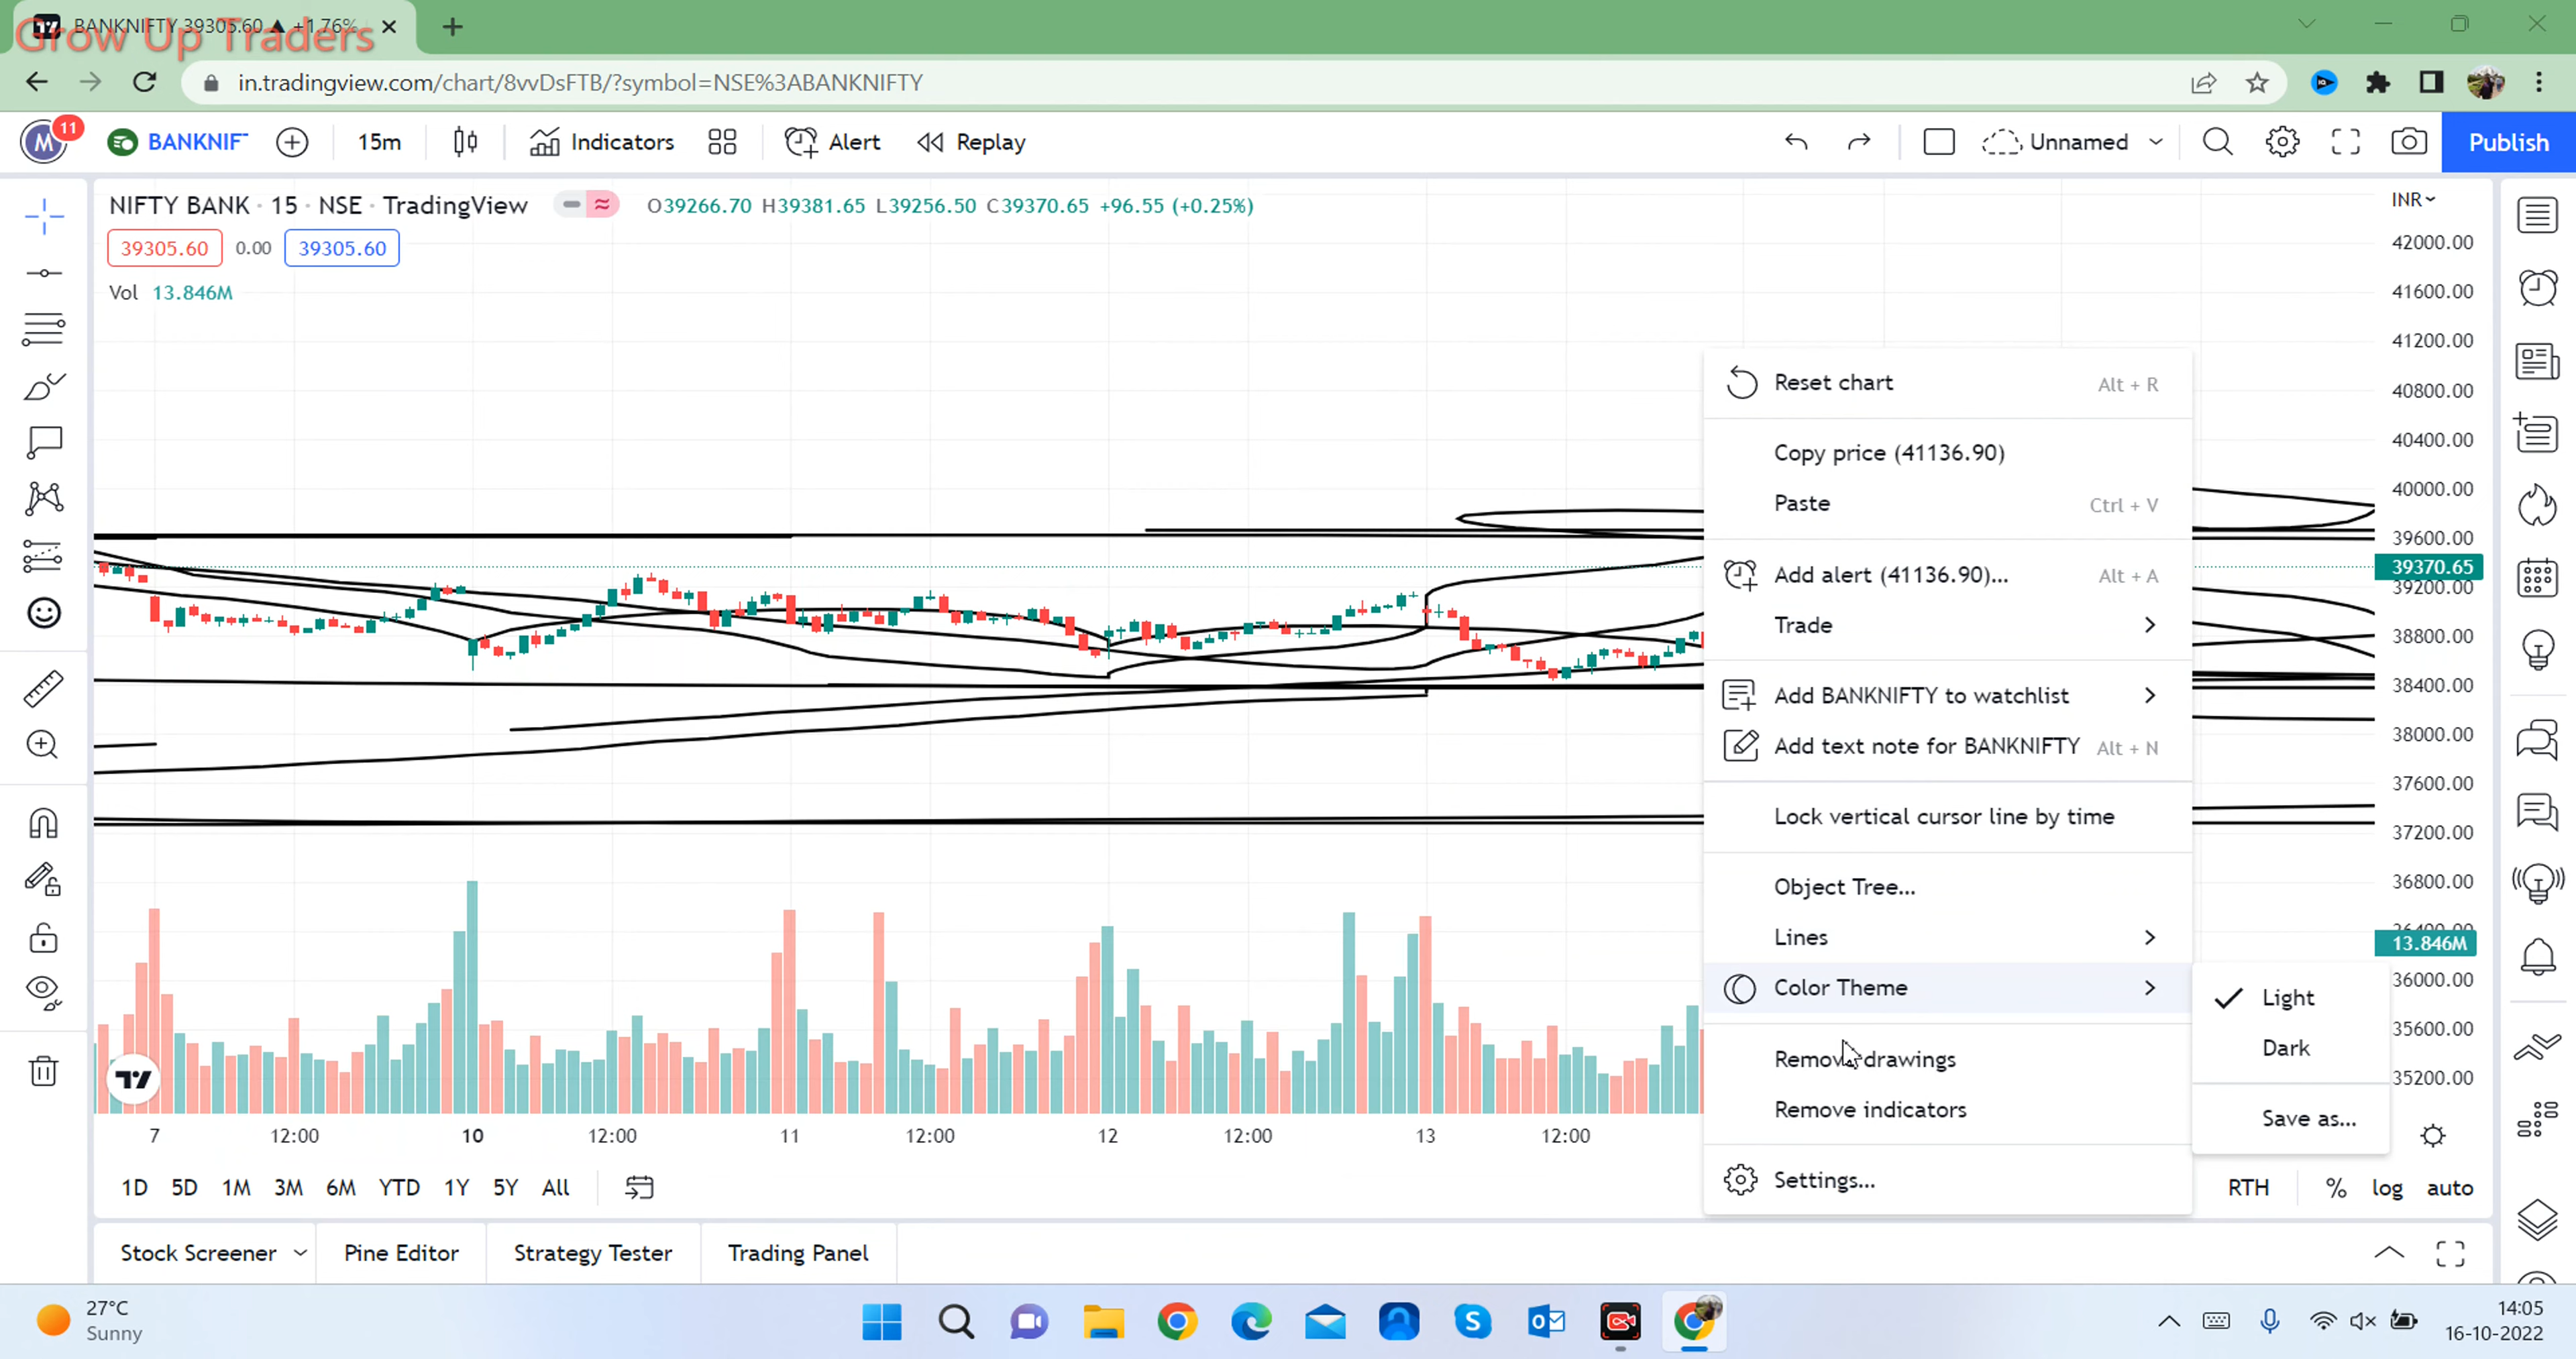 BANKNIFTY 39305.60 ▲ +1.76%
Grow Up Traders
in.tradingview.com/chart/8vvDsFTB/?symbol=NSE%3ABANKNIFTY
M 11 BANKNIF 15m Indicators Alert Replay Unnamed Publish
NIFTY BANK · 15 · NSE · TradingView O39266.70 H39381.65 L39256.50 C39370.65 +96.55 (+0.25%)
39305.60 0.00 39305.60
Vol 13.846M
INR
42000.00
41600.00
41200.00
40800.00
40400.00
40000.00
39600.00
39370.65
39200.00
38800.00
38400.00
38000.00
37600.00
37200.00
36800.00
13.846M
36000.00
35600.00
35200.00
Reset chart Alt + R
Copy price (41136.90)
Paste Ctrl + V
Add alert (41136.90)... Alt + A
Trade
Add BANKNIFTY to watchlist
Add text note for BANKNIFTY Alt + N
Lock vertical cursor line by time
Object Tree...
Lines
Color Theme
Remove drawings
Remove indicators
Settings...
Light
Dark
Save as...
7 12:00 10 12:00 11 12:00 12 12:00 13 12:00
1D 5D 1M 3M 6M YTD 1Y 5Y All RTH % log auto
Stock Screener Pine Editor Strategy Tester Trading Panel
27°C
Sunny
14:05
16-10-2022